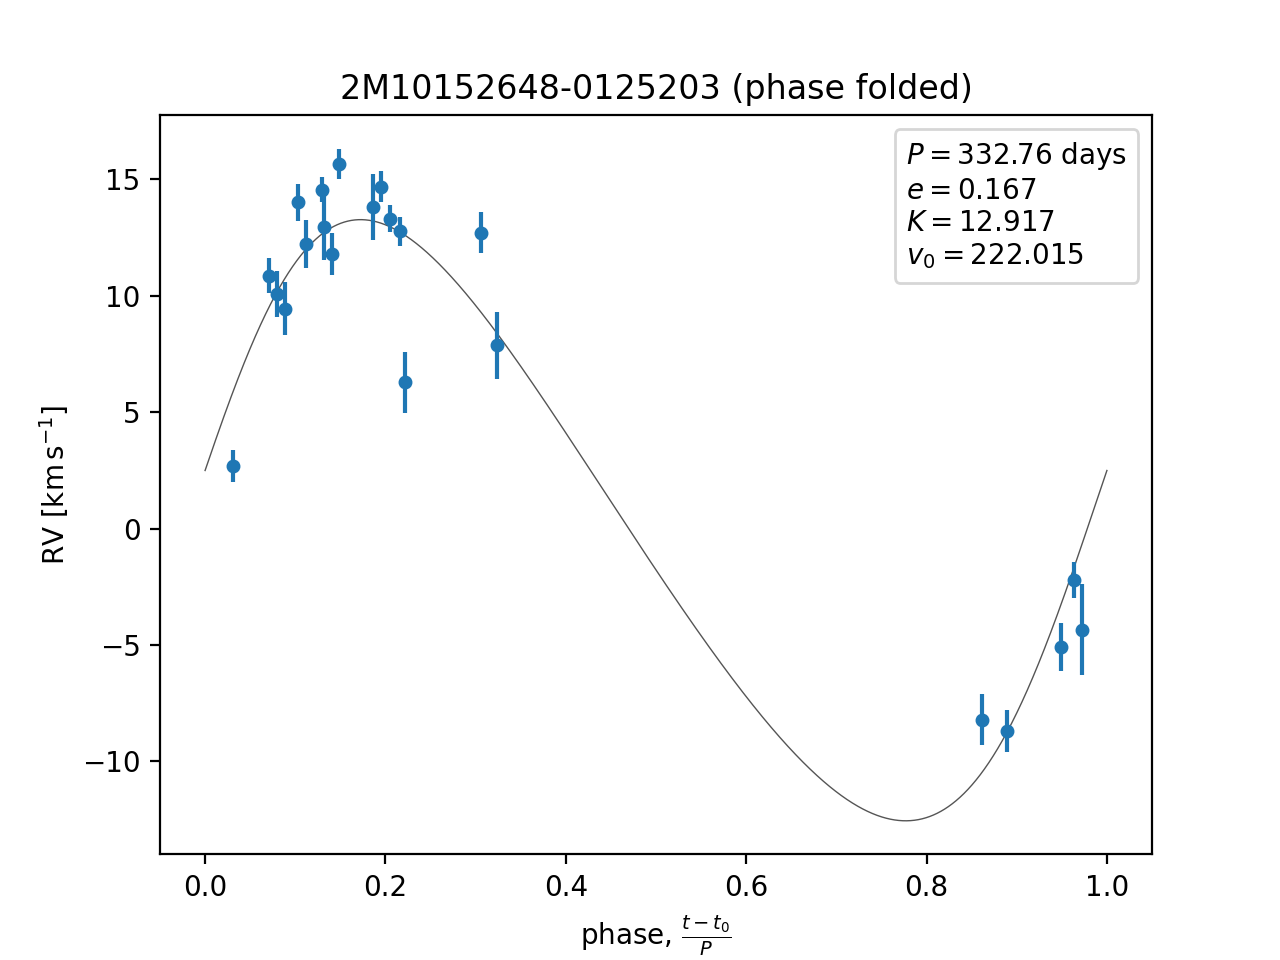 2M10152648-0125203 (phase folded)
P = 332.76 days
e = 0.167
K = 12.917
v₀ = 222.015
RV [km s⁻¹]
15
10
5
0
−5
−10
0.0 0.2 0.4 0.6 0.8 1.0
phase, (t − t₀)/P